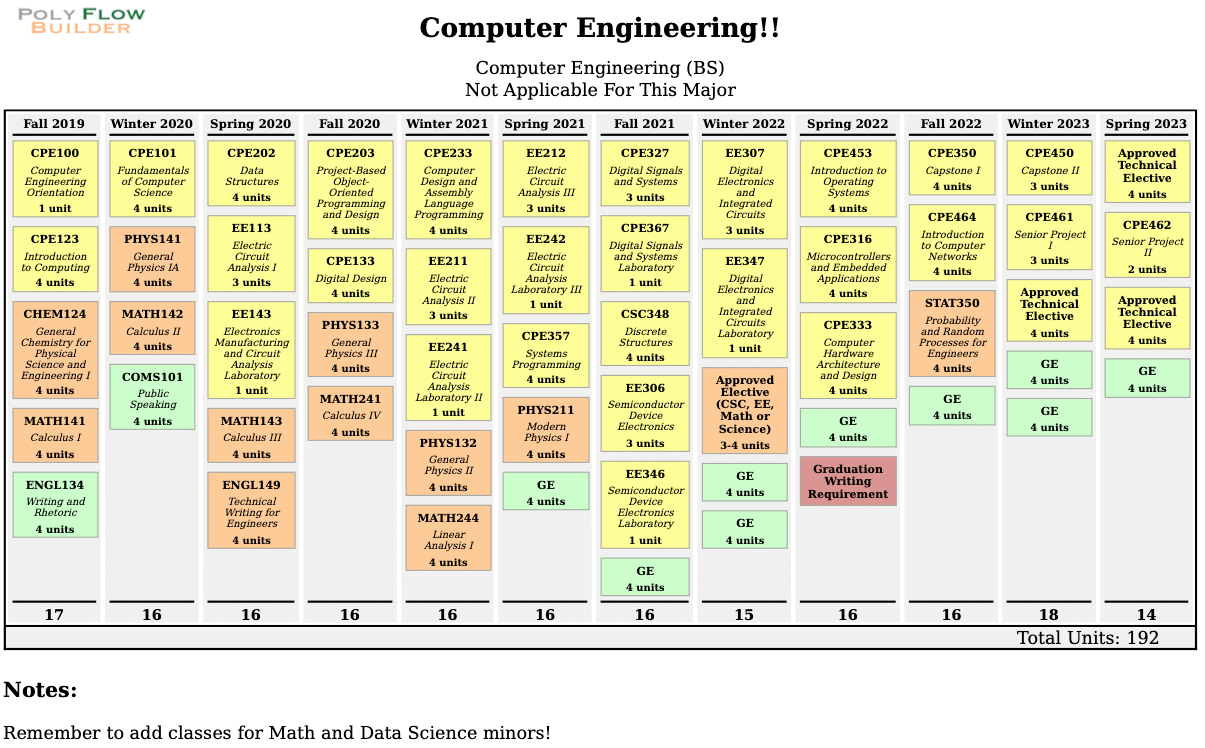 POLY FLOW
BUILDER
Computer Engineering!!
Computer Engineering (BS)
Not Applicable For This Major
Fall 2019
CPE100
Computer
Engineering
Orientation
1 unit
CPE123
Introduction
to Computing
4 units
CHEM124
General
Chemistry for
Physical
Science and
Engineering I
4 units
MATH141
Calculus I
4 units
ENGL134
Writing and
Rhetoric
4 units
17
Winter 2020
CPE101
Fundamentals
of Computer
Science
4 units
PHYS141
General
Physics IA
4 units
MATH142
Calculus II
4 units
COMS101
Public
Speaking
4 units
16
Spring 2020
CPE202
Data
Structures
4 units
EE113
Electric
Circuit
Analysis I
3 units
EE143
Electronics
Manufacturing
and Circuit
Analysis
Laboratory
1 unit
MATH143
Calculus III
4 units
ENGL149
Technical
Writing for
Engineers
4 units
16
Fall 2020
CPE203
Project-Based
Object-
Oriented
Programming
and Design
4 units
CPE133
Digital Design
4 units
PHYS133
General
Physics III
4 units
MATH241
Calculus IV
4 units
16
Winter 2021
CPE233
Computer
Design and
Assembly
Language
Programming
4 units
EE211
Electric
Circuit
Analysis II
3 units
EE241
Electric
Circuit
Analysis
Laboratory II
1 unit
PHYS132
General
Physics II
4 units
MATH244
Linear
Analysis I
4 units
16
Spring 2021
EE212
Electric
Circuit
Analysis III
3 units
EE242
Electric
Circuit
Analysis
Laboratory III
1 unit
CPE357
Systems
Programming
4 units
PHYS211
Modern
Physics I
4 units
GE
4 units
16
Fall 2021
CPE327
Digital Signals
and Systems
3 units
CPE367
Digital Signals
and Systems
Laboratory
1 unit
CSC348
Discrete
Structures
4 units
EE306
Semiconductor
Device
Electronics
3 units
EE346
Semiconductor
Device
Electronics
Laboratory
1 unit
GE
4 units
16
Winter 2022
EE307
Digital
Electronics
and
Integrated
Circuits
3 units
EE347
Digital
Electronics
and
Integrated
Circuits
Laboratory
1 unit
Approved
Elective
(CSC, EE,
Math or
Science)
3-4 units
GE
4 units
GE
4 units
15
Spring 2022
CPE453
Introduction to
Operating
Systems
4 units
CPE316
Microcontrollers
and Embedded
Applications
4 units
CPE333
Computer
Hardware
Architecture
and Design
4 units
GE
4 units
Graduation
Writing
Requirement
16
Fall 2022
CPE350
Capstone I
4 units
CPE464
Introduction
to Computer
Networks
4 units
STAT350
Probability
and Random
Processes for
Engineers
4 units
GE
4 units
16
Winter 2023
CPE450
Capstone II
3 units
CPE461
Senior Project
I
3 units
Approved
Technical
Elective
4 units
GE
4 units
GE
4 units
18
Spring 2023
Approved
Technical
Elective
4 units
CPE462
Senior Project
II
2 units
Approved
Technical
Elective
4 units
GE
4 units
14
Total Units: 192
Notes:
Remember to add classes for Math and Data Science minors!